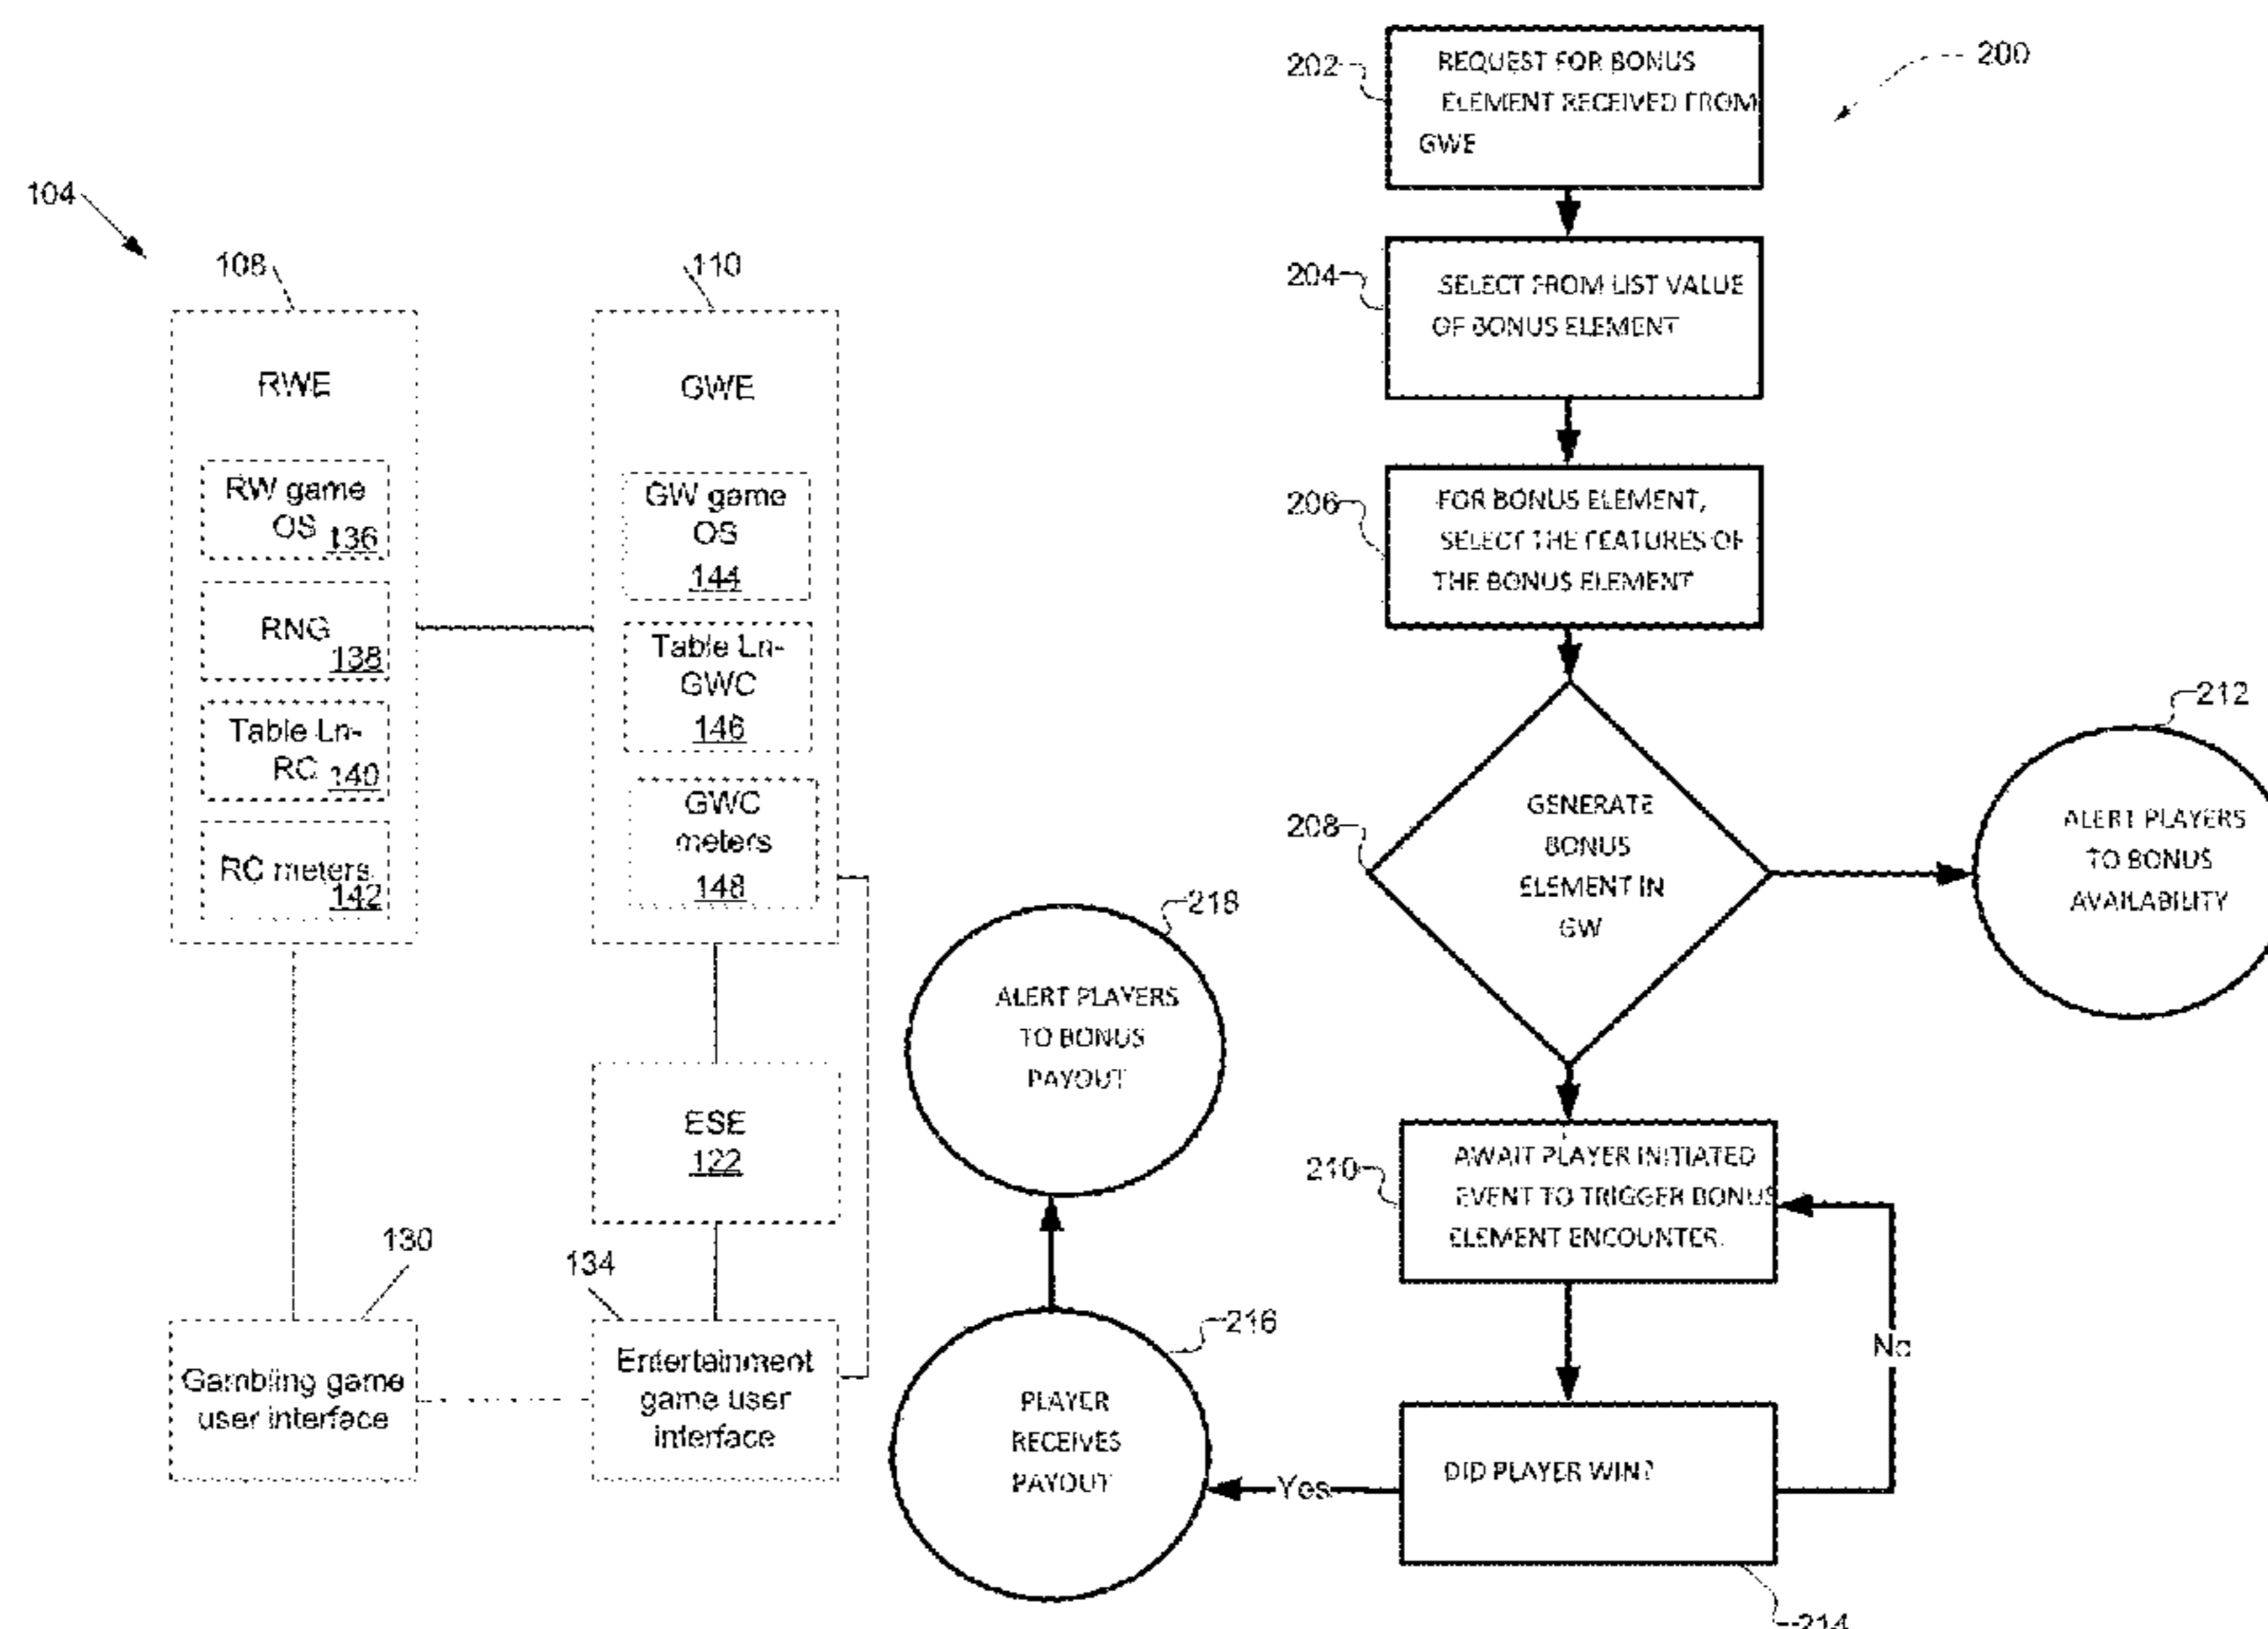 104
108
110
RWE
RW game
OS 136
RNG
138
Table Ln-
RC 140
RC meters
142
GWE
GW game
OS
144
Table Ln-
GWC
146
GWC
meters
148
ESE
122
130
134
Gambling game
user interface
Entertainment
game user
interface
200
202
REQUEST FOR BONUS
ELEMENT RECEIVED FROM
GWE
204
SELECT FROM LIST VALUE
OF BONUS ELEMENT
206
FOR BONUS ELEMENT,
SELECT THE FEATURES OF
THE BONUS ELEMENT
208
GENERATE
BONUS
ELEMENT IN
GW
212
ALERT PLAYERS
TO BONUS
AVAILABILITY
210
AWAIT PLAYER INITIATED
EVENT TO TRIGGER BONUS
ELEMENT ENCOUNTER.
No
DID PLAYER WIN?
214
Yes
216
PLAYER
RECEIVES
PAYOUT
218
ALERT PLAYERS
TO BONUS
PAYOUT